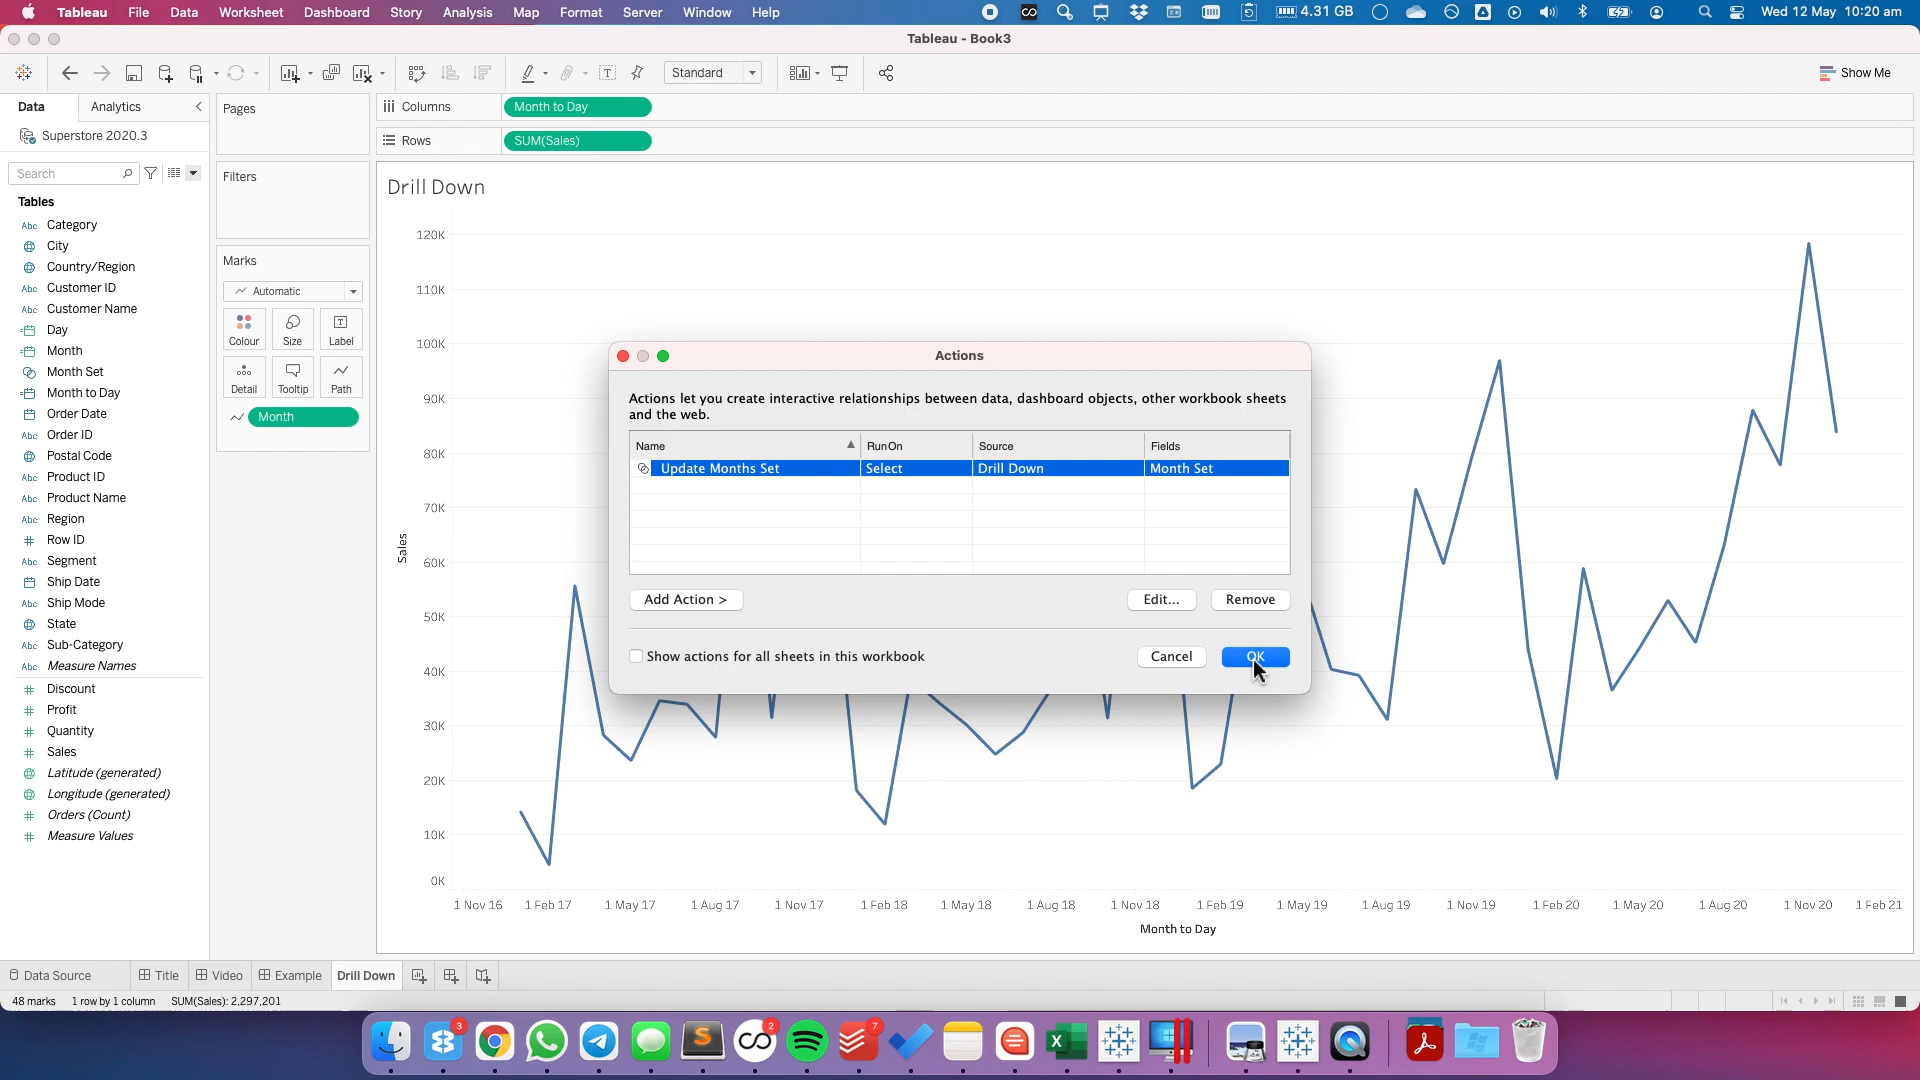 Tableau File Data Worksheet Dashboard Story Analysis Map Format Server Window Help 4.31 GB Wed 12 May 10:20 am
Tableau - Book3
Standard Show Me
Data Analytics Pages Columns Month to Day
Superstore 2020.3 Rows SUM(Sales)
Search Filters
Drill Down
Tables
Category
City
Country/Region
Customer ID
Customer Name
Day
Month
Month Set
Month to Day
Order Date
Order ID
Postal Code
Product ID
Product Name
Region
Row ID
Segment
Ship Date
Ship Mode
State
Sub-Category
Measure Names
Discount
Profit
Quantity
Sales
Latitude (generated)
Longitude (generated)
Orders (Count)
Measure Values
Marks
Automatic
Colour Size Label
Detail Tooltip Path
Month
120K
110K
100K
90K
80K
70K
60K
50K
40K
30K
20K
10K
0K
Sales
1 Nov 16 1 Feb 17 1 May 17 1 Aug 17 1 Nov 17 1 Feb 18 1 May 18 1 Aug 18 1 Nov 18 1 Feb 19 1 May 19 1 Aug 19 1 Nov 19 1 Feb 20 1 May 20 1 Aug 20 1 Nov 20 1 Feb 21
Month to Day
Actions
Actions let you create interactive relationships between data, dashboard objects, other workbook sheets
and the web.
Name RunOn Source Fields
Update Months Set Select Drill Down Month Set
Add Action > Edit... Remove
Show actions for all sheets in this workbook Cancel OK
Data Source Title Video Example Drill Down
48 marks 1 row by 1 column SUM(Sales): 2,297,201
3 2 7